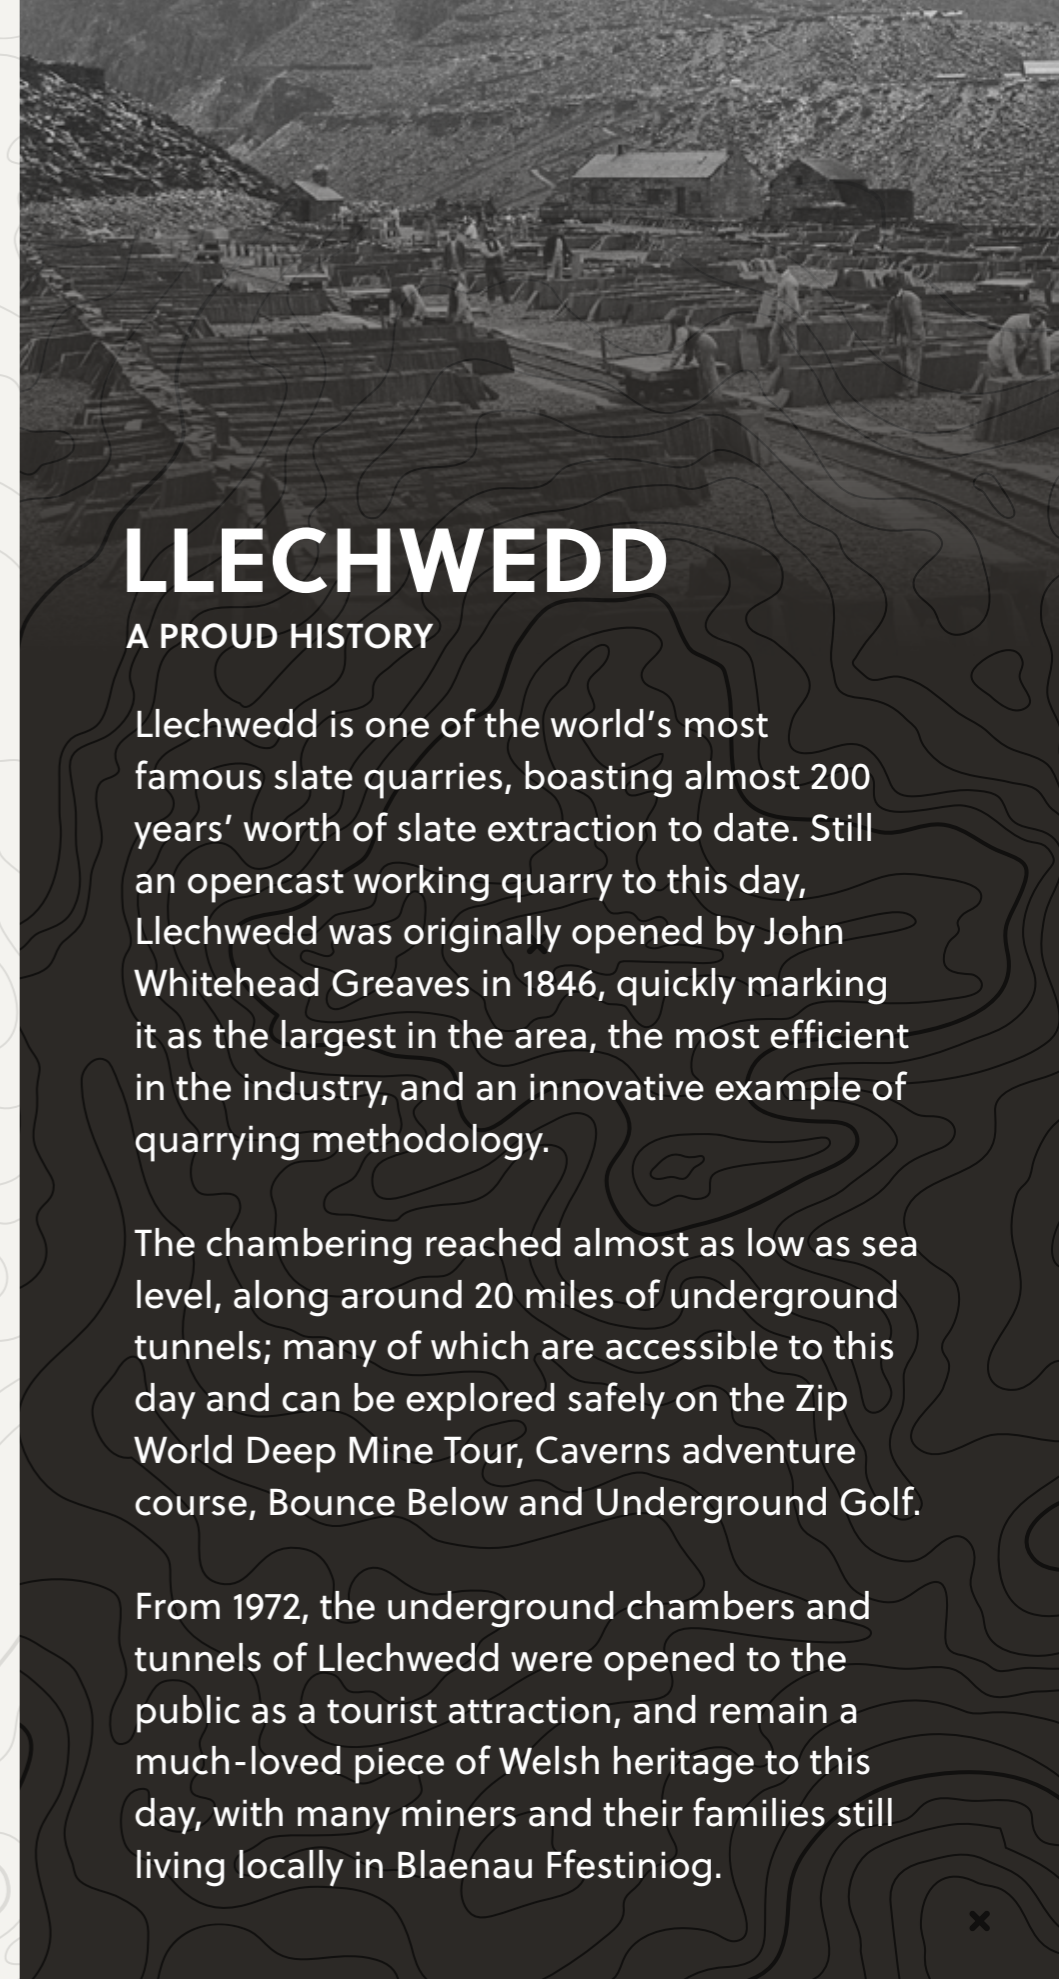 LLECHWEDD
A PROUD HISTORY
Llechwedd is one of the world’s most
famous slate quarries, boasting almost 200
years’ worth of slate extraction to date. Still
an opencast working quarry to this day,
Llechwedd was originally opened by John
Whitehead Greaves in 1846, quickly marking
it as the largest in the area, the most efficient
in the industry, and an innovative example of
quarrying methodology.
The chambering reached almost as low as sea
level, along around 20 miles of underground
tunnels; many of which are accessible to this
day and can be explored safely on the Zip
World Deep Mine Tour, Caverns adventure
course, Bounce Below and Underground Golf.
From 1972, the underground chambers and
tunnels of Llechwedd were opened to the
public as a tourist attraction, and remain a
much-loved piece of Welsh heritage to this
day, with many miners and their families still
living locally in Blaenau Ffestiniog.